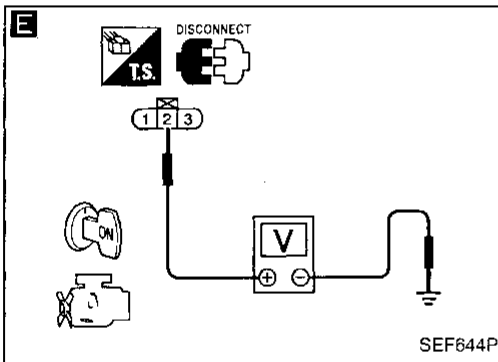 E
DISCONNECT
T.S.
1 2 3
ON
V
⊕ ⊖
SEF644P